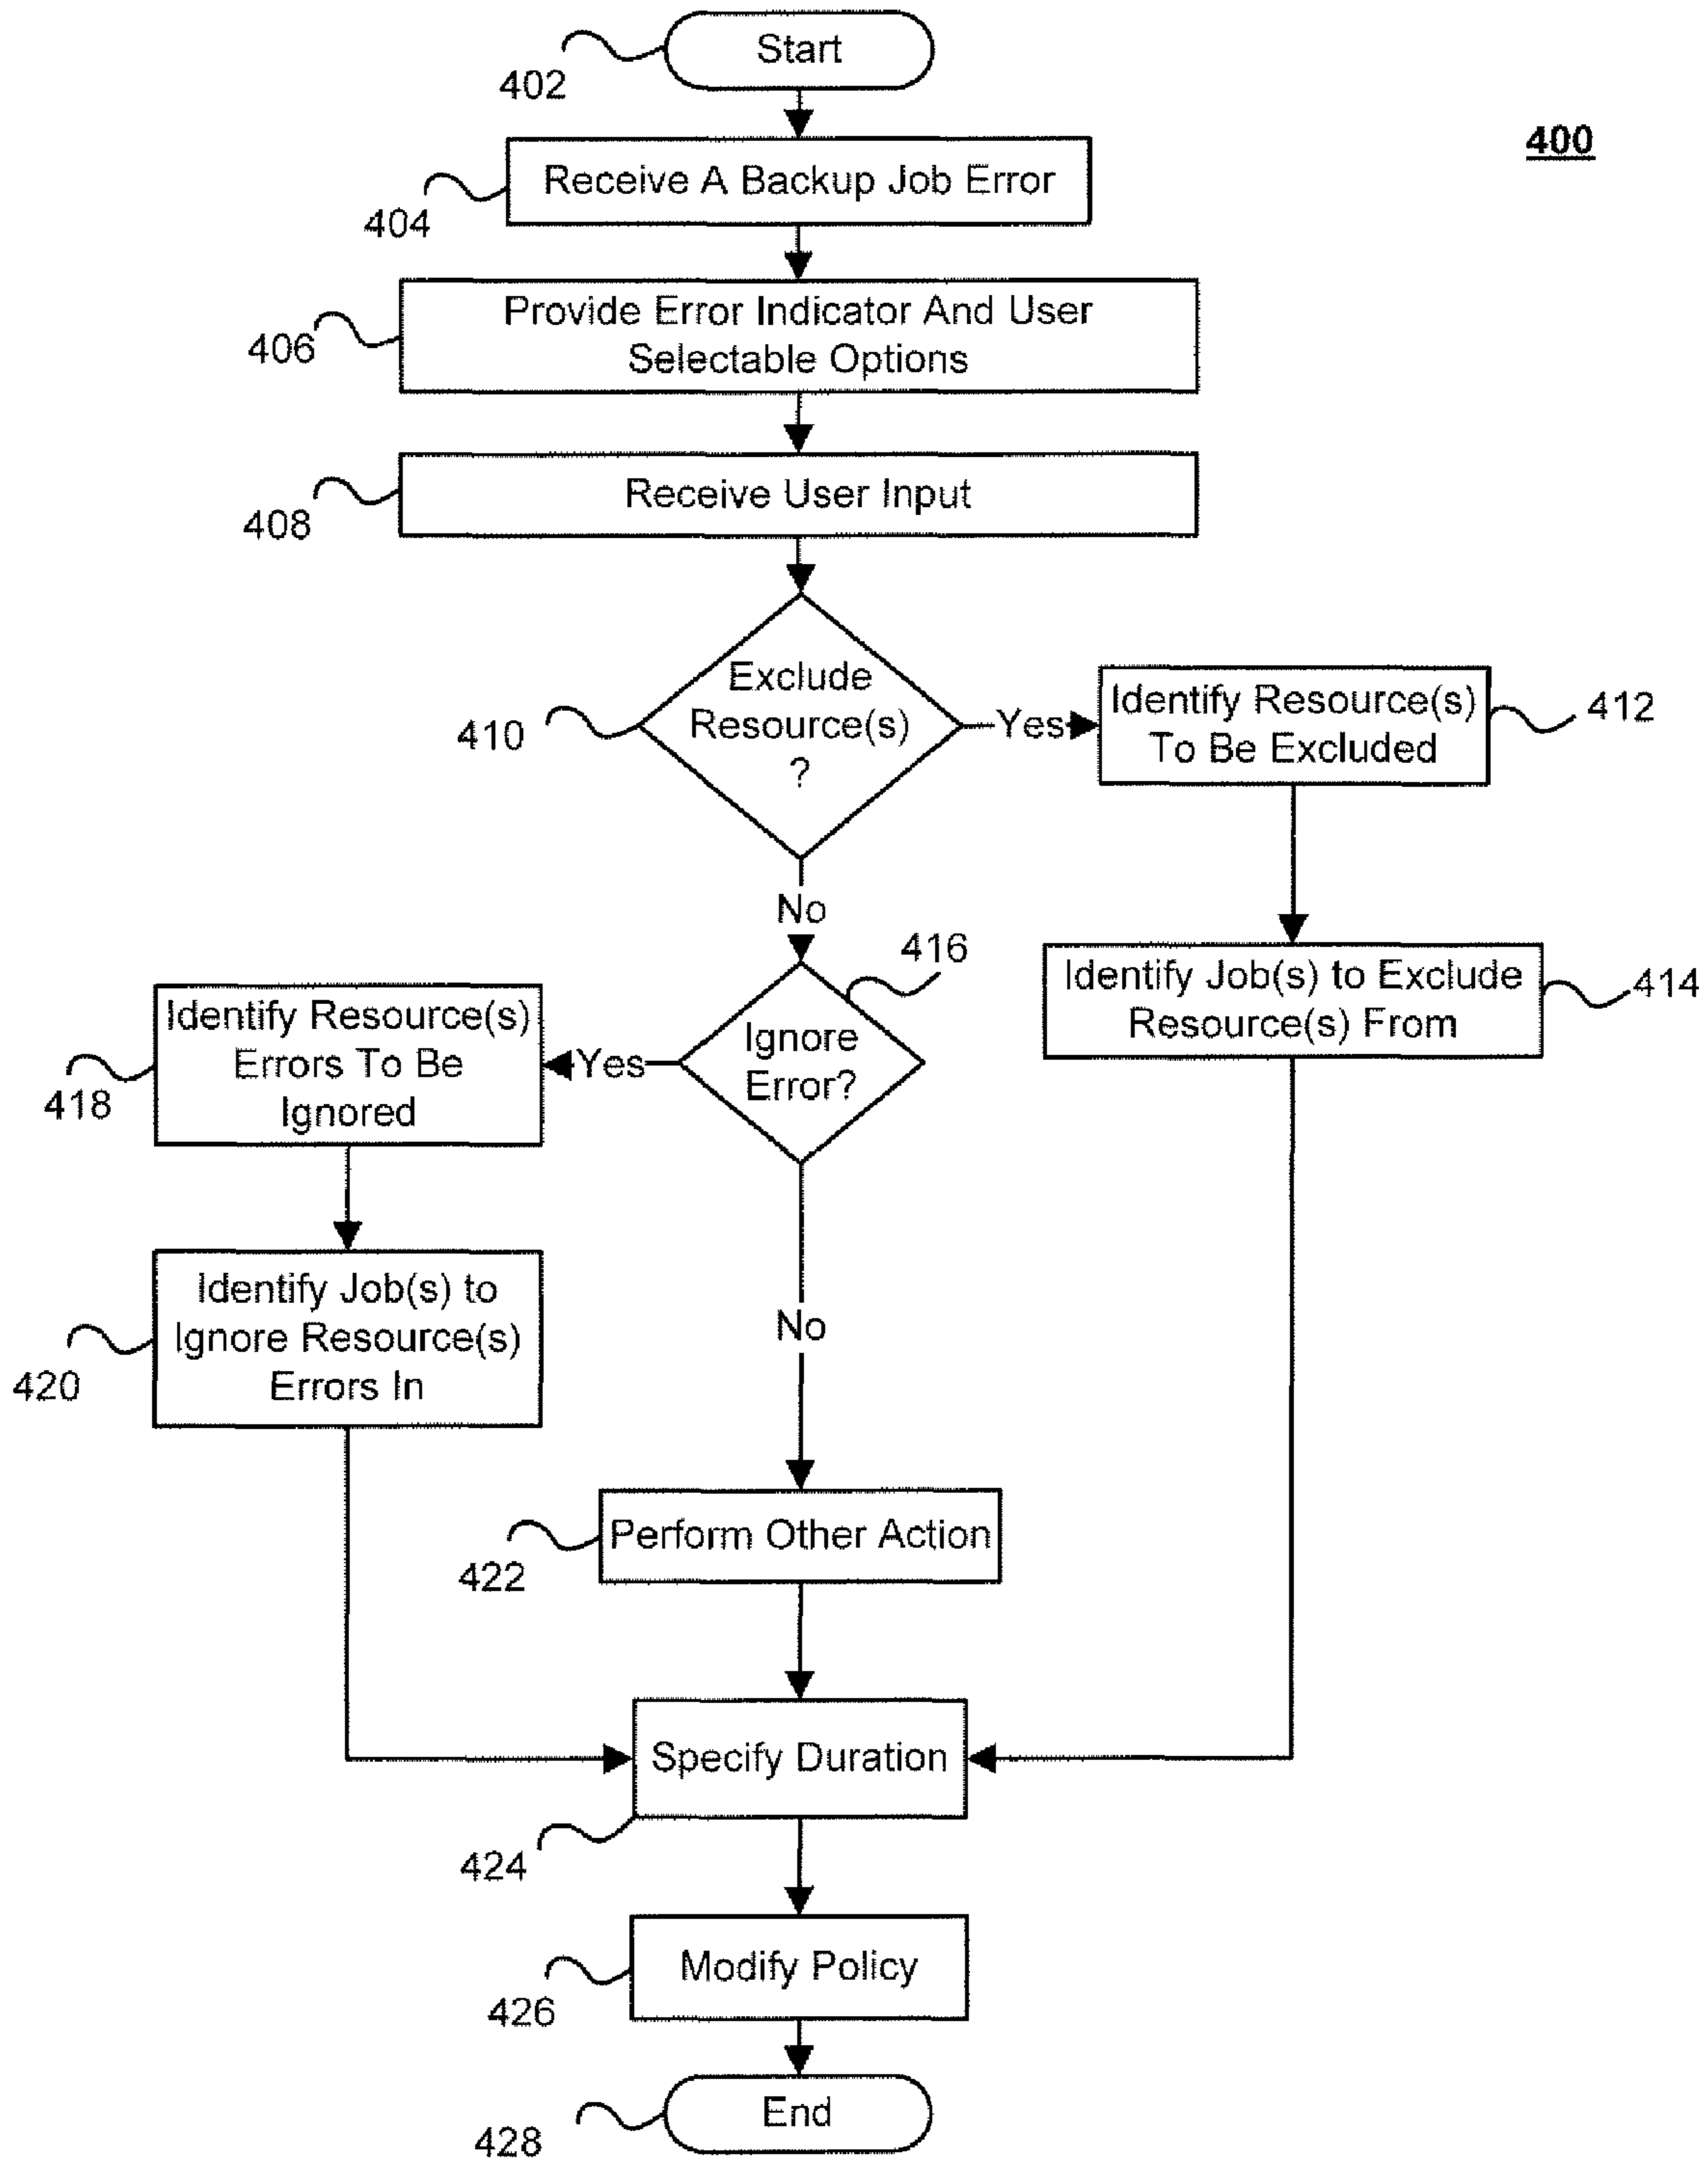 Start
402
400
Receive A Backup Job Error
404
Provide Error Indicator And User
Selectable Options
406
Receive User Input
408
Exclude
Resource(s)
?
410
Yes
Identify Resource(s)
To Be Excluded
412
No
416
Identify Job(s) to Exclude
Resource(s) From
414
Ignore
Error?
Yes
Identify Resource(s)
Errors To Be
Ignored
418
Identify Job(s) to
Ignore Resource(s)
Errors In
420
No
Perform Other Action
422
Specify Duration
424
Modify Policy
426
End
428